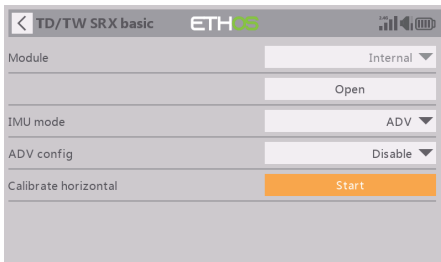 TD/TW SRX basic
ETHOS
Module
Internal
Open
IMU mode
ADV
ADV config
Disable
Calibrate horizontal
Start